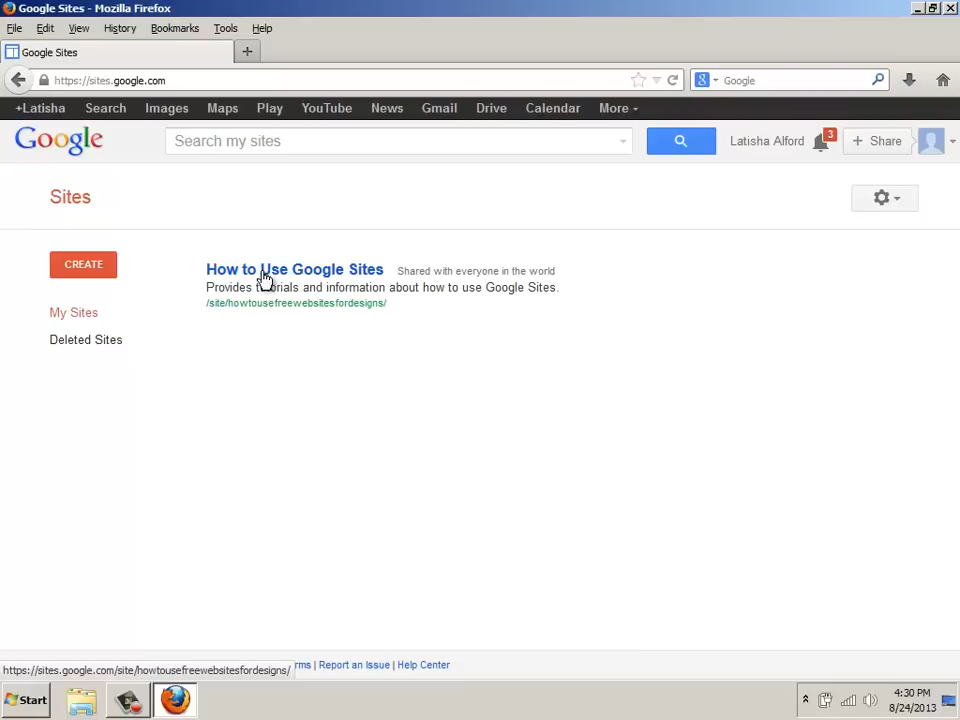 Google Sites - Mozilla Firefox
File Edit View History Bookmarks Tools Help
Google Sites
https://sites.google.com
Google
+Latisha Search Images Maps Play YouTube News Gmail Drive Calendar More
Google Search my sites Latisha Alford 3 + Share
Sites
CREATE
My Sites
Deleted Sites
How to Use Google Sites Shared with everyone in the world
Provides tutorials and information about how to use Google Sites.
/site/howtousefreewebsitesfordesigns/
https://sites.google.com/site/howtousefreewebsitesfordesigns/ | Report an Issue | Help Center
Start
4:30 PM
8/24/2013